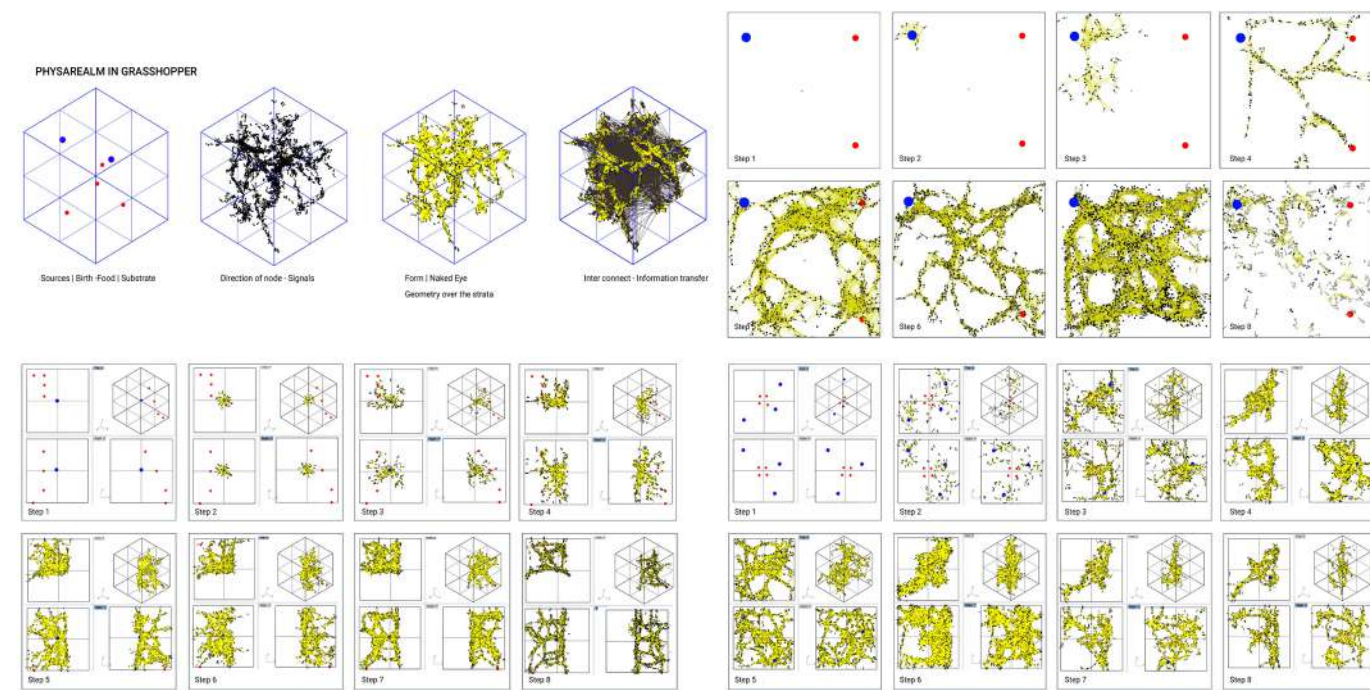 PHYSAREALM IN GRASSHOPPER
Sources | Birth -Food | Substrate
Direction of node - Signals
Form | Naked Eye
Geometry over the strata
Inter connect - Information transfer
Step 1
Step 2
Step 3
Step 4
Step
Step 6
Step
Step 8
Step 1
Step 2
Step 3
Step 4
Step 5
Step 6
Step 7
Step 8
Step 1
Step 2
Step 3
Step 4
Step 5
Step 6
Step 7
Step 8